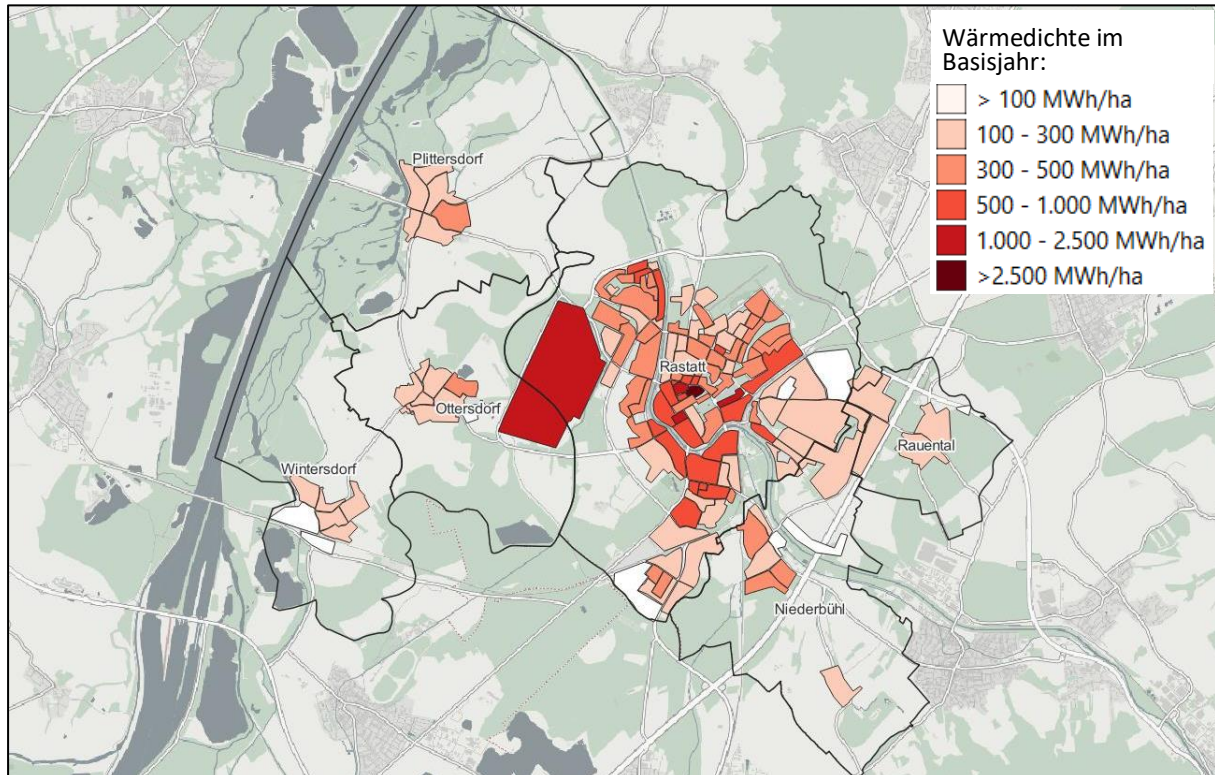 Wärmedichte im
Basisjahr:
> 100 MWh/ha
100 - 300 MWh/ha
300 - 500 MWh/ha
500 - 1.000 MWh/ha
1.000 - 2.500 MWh/ha
>2.500 MWh/ha
Plittersdorf
Rastatt
Ottersdorf
Rauental
Wintersdorf
Niederbühl